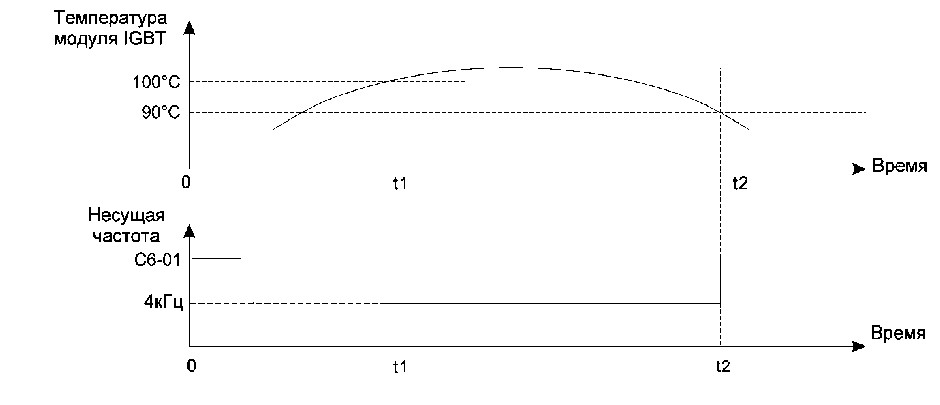 Температура
модуля IGBT
100°C
90°C
Время
0
t1
t2
Несущая
частота
C6-01
4кГц
Время
0
t1
t2